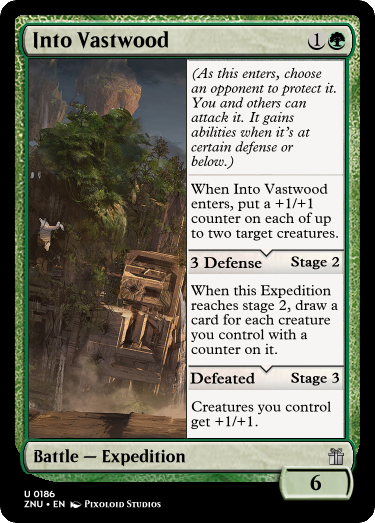 Into Vastwood 1
(As this enters, choose
an opponent to protect it.
You and others can
attack it. It gains
abilities when it's at
certain defense or
below.)
When Into Vastwood
enters, put a +1/+1
counter on each of up
to two target creatures.
3 Defense Stage 2
When this Expedition
reaches stage 2, draw a
card for each creature
you control with a
counter on it.
Defeated Stage 3
Creatures you control
get +1/+1.
Battle — Expedition
6
U 0186
ZNU • EN Pixoloid Studios